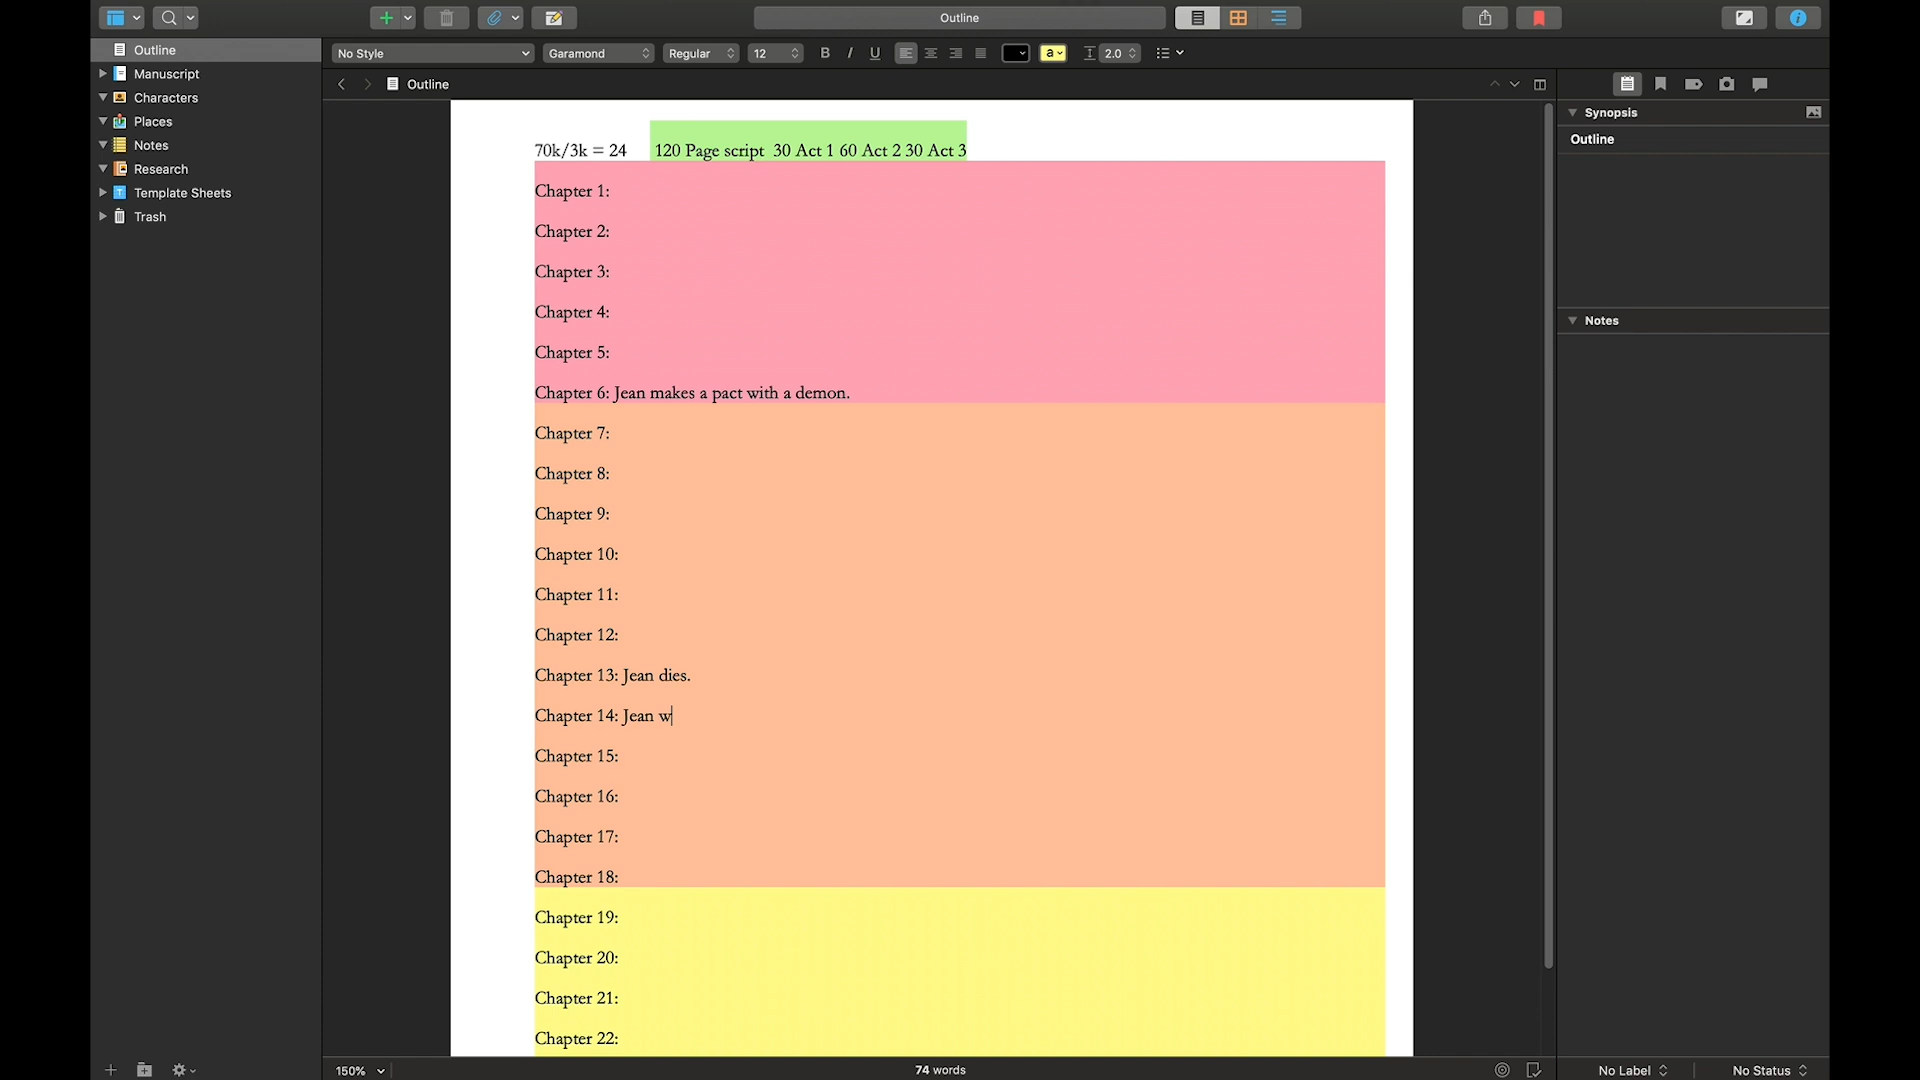 Outline
No Style
Garamond
Regular
12
B
I
U
a
2.0
Outline
Manuscript
Characters
Places
Notes
Research
Template Sheets
Trash
Outline
70k/3k = 24 120 Page script 30 Act 1 60 Act 2 30 Act 3
Chapter 1:
Chapter 2:
Chapter 3:
Chapter 4:
Chapter 5:
Chapter 6: Jean makes a pact with a demon.
Chapter 7:
Chapter 8:
Chapter 9:
Chapter 10:
Chapter 11:
Chapter 12:
Chapter 13: Jean dies.
Chapter 14: Jean w
Chapter 15:
Chapter 16:
Chapter 17:
Chapter 18:
Chapter 19:
Chapter 20:
Chapter 21:
Chapter 22:
Synopsis
Outline
Notes
150%
74 words
No Label
No Status